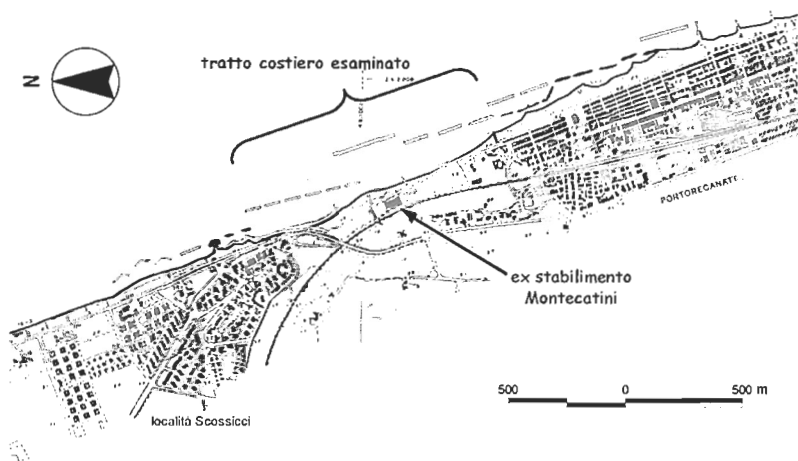 tratto costiero esaminato
N
PORTORECANATI
ex stabilimento
Montecatini
500 0 500 m
località Scossicci